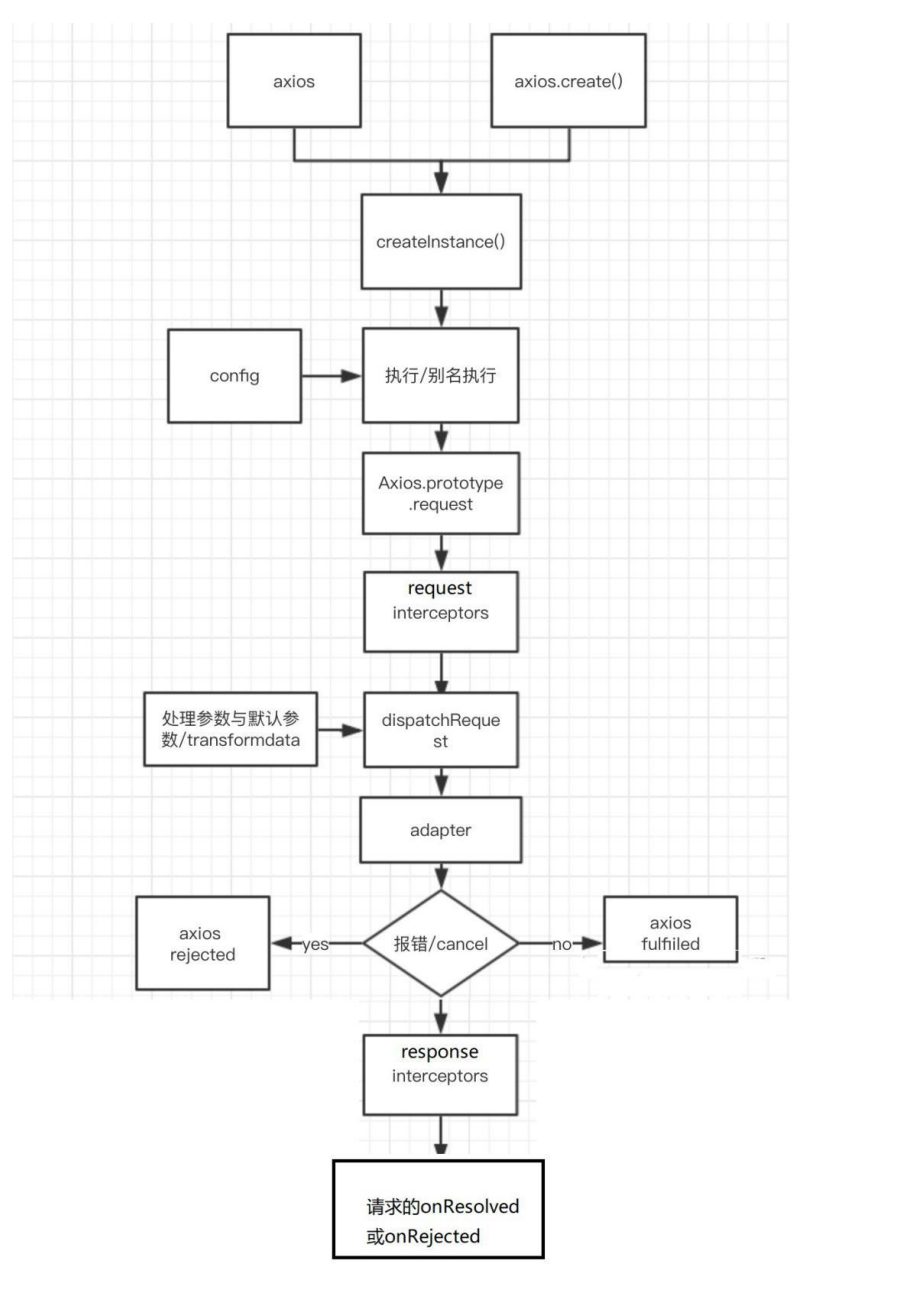 axios
axios.create()
createInstance()
config
执行/别名执行
Axios.prototype
.request
request
interceptors
处理参数与默认参
数/transformdata
dispatchReque
st
adapter
axios
rejected
yes
报错/cancel
no
axios
fulfiiled
response
interceptors
请求的onResolved
或onRejected